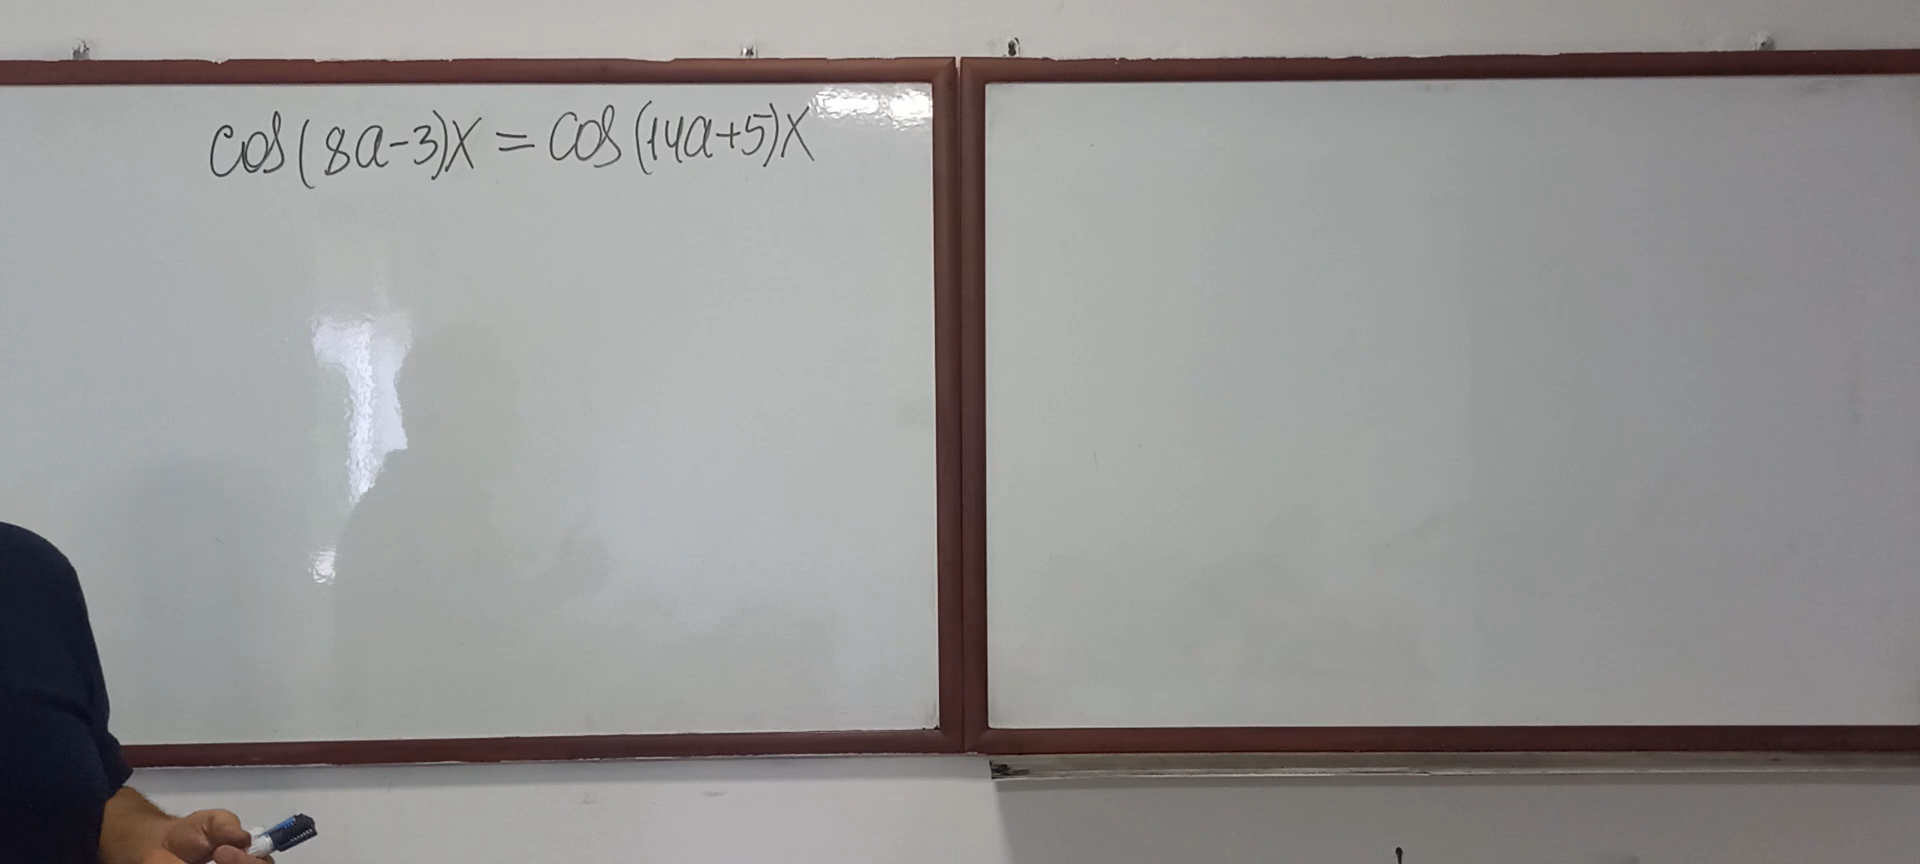 cos(8a-3)x = cos(14a+5)x